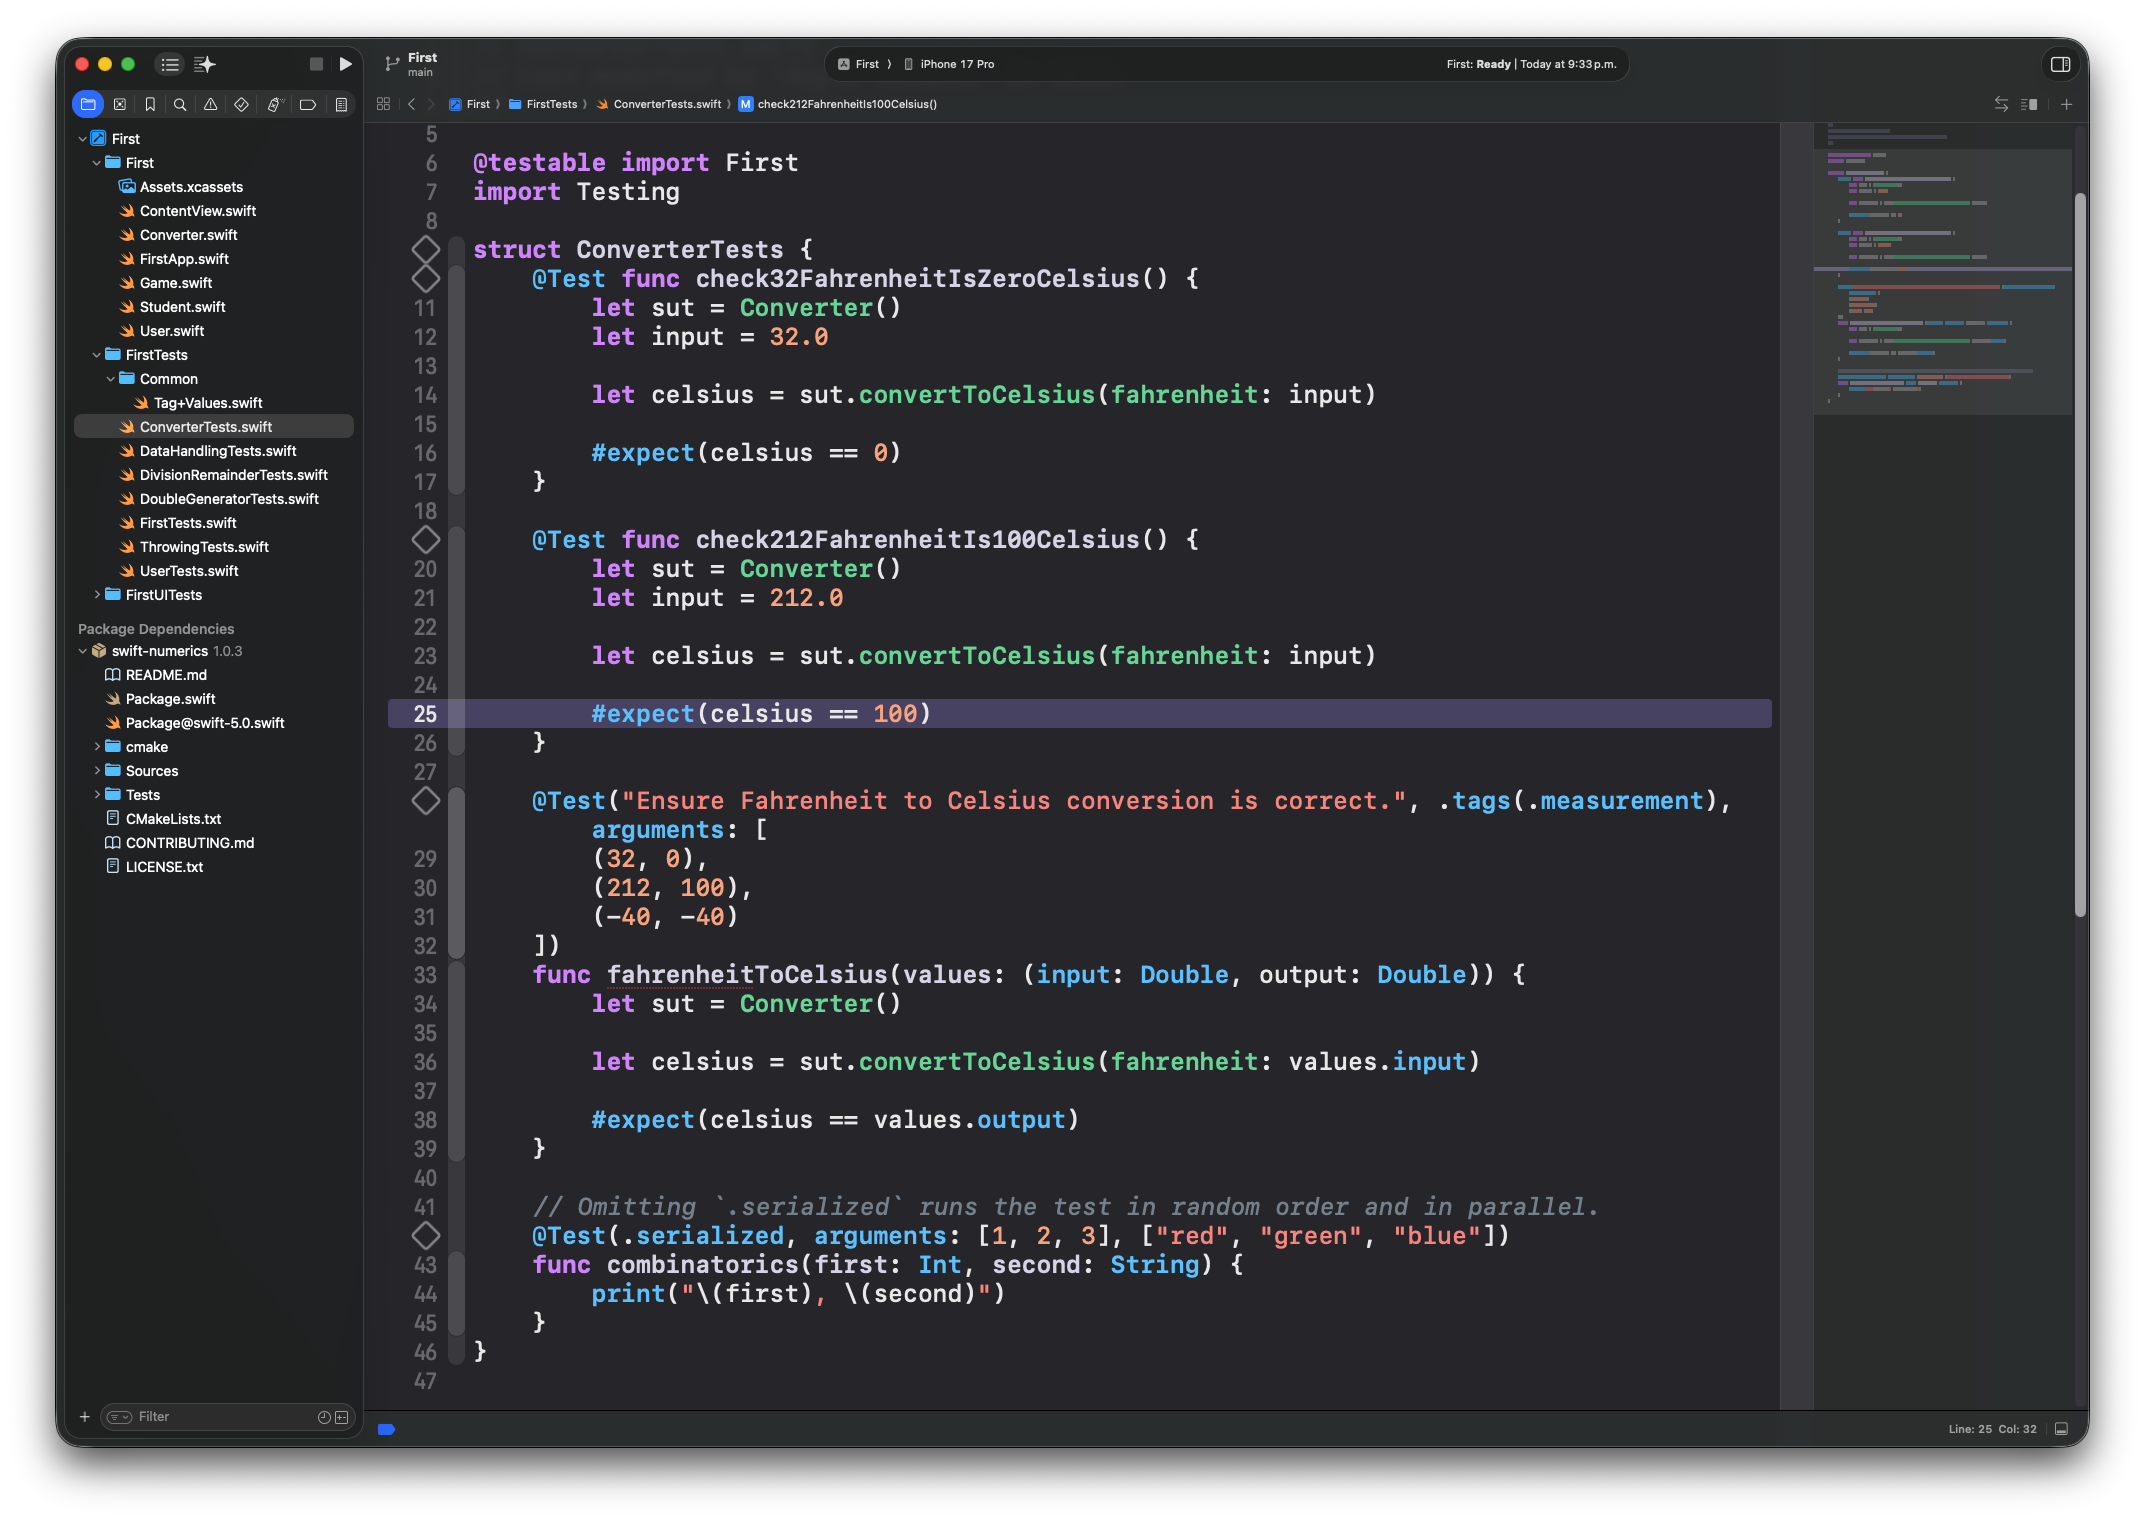 First
main
First
iPhone 17 Pro
First: Ready | Today at 9:33 p.m.
First
FirstTests
ConverterTests.swift
M
check212FahrenheitIs100Celsius()
First
First
Assets.xcassets
ContentView.swift
Converter.swift
FirstApp.swift
Game.swift
Student.swift
User.swift
FirstTests
Common
Tag+Values.swift
ConverterTests.swift
DataHandlingTests.swift
DivisionRemainderTests.swift
DoubleGeneratorTests.swift
FirstTests.swift
ThrowingTests.swift
UserTests.swift
FirstUITests
Package Dependencies
swift-numerics 1.0.3
README.md
Package.swift
Package@swift-5.0.swift
cmake
Sources
Tests
CMakeLists.txt
CONTRIBUTING.md
LICENSE.txt
Filter
5
6 @testable import First
7 import Testing
8
struct ConverterTests {
@Test func check32FahrenheitIsZeroCelsius() {
11 let sut = Converter()
12 let input = 32.0
13
14 let celsius = sut.convertToCelsius(fahrenheit: input)
15
16 #expect(celsius == 0)
17 }
18
@Test func check212FahrenheitIs100Celsius() {
20 let sut = Converter()
21 let input = 212.0
22
23 let celsius = sut.convertToCelsius(fahrenheit: input)
24
25 #expect(celsius == 100)
26 }
27
@Test("Ensure Fahrenheit to Celsius conversion is correct.", .tags(.measurement),
arguments: [
29 (32, 0),
30 (212, 100),
31 (-40, -40)
32 ])
33 func fahrenheitToCelsius(values: (input: Double, output: Double)) {
34 let sut = Converter()
35
36 let celsius = sut.convertToCelsius(fahrenheit: values.input)
37
38 #expect(celsius == values.output)
39 }
40
41 // Omitting `.serialized` runs the test in random order and in parallel.
@Test(.serialized, arguments: [1, 2, 3], ["red", "green", "blue"])
43 func combinatorics(first: Int, second: String) {
44 print("\(first), \(second)")
45 }
46 }
47
Line: 25 Col: 32